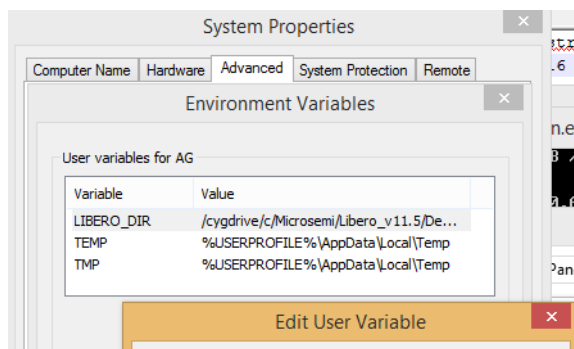 System Properties
Computer Name Hardware Advanced System Protection Remote
Environment Variables
User variables for AG
Variable Value
LIBERO_DIR /cygdrive/c/Microsemi/Libero_v11.5/De...
TEMP %USERPROFILE%\AppData\Local\Temp
TMP %USERPROFILE%\AppData\Local\Temp
Edit User Variable